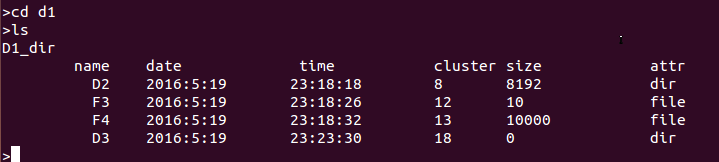 >cd d1
>ls
D1_dir
name date time cluster size attr
D2 2016:5:19 23:18:18 8 8192 dir
F3 2016:5:19 23:18:26 12 10 file
F4 2016:5:19 23:18:32 13 10000 file
D3 2016:5:19 23:23:30 18 0 dir
>